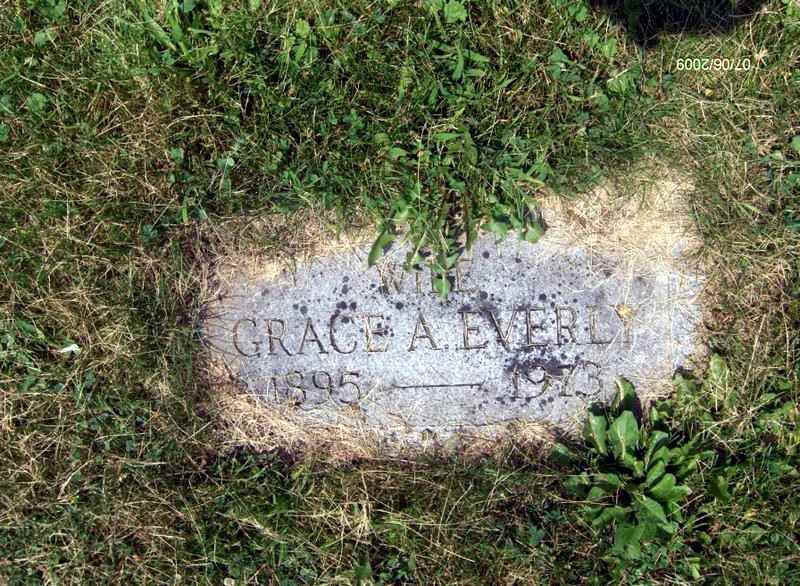 07/06/2009
WIFE
GRACE A. EVERLY
1895 — 1973